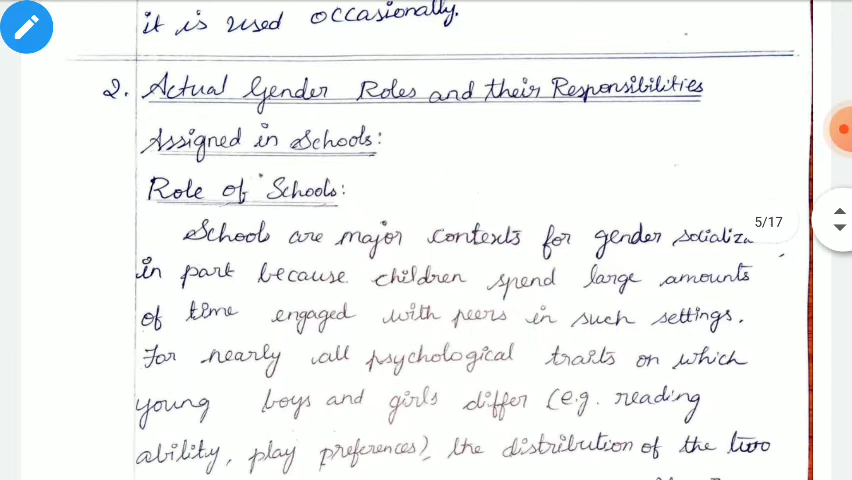 it is used occasionally.
2. Actual Gender Roles and their Responsibilities
Assigned in Schools:
Role of Schools:
5/17
School are major contexts for gender socializa
in part because children spend large amounts
of time engaged with peers in such settings.
For nearly all psychological traits on which
young boys and girls differ (e.g. reading
ability, play preferences), the distribution of the two